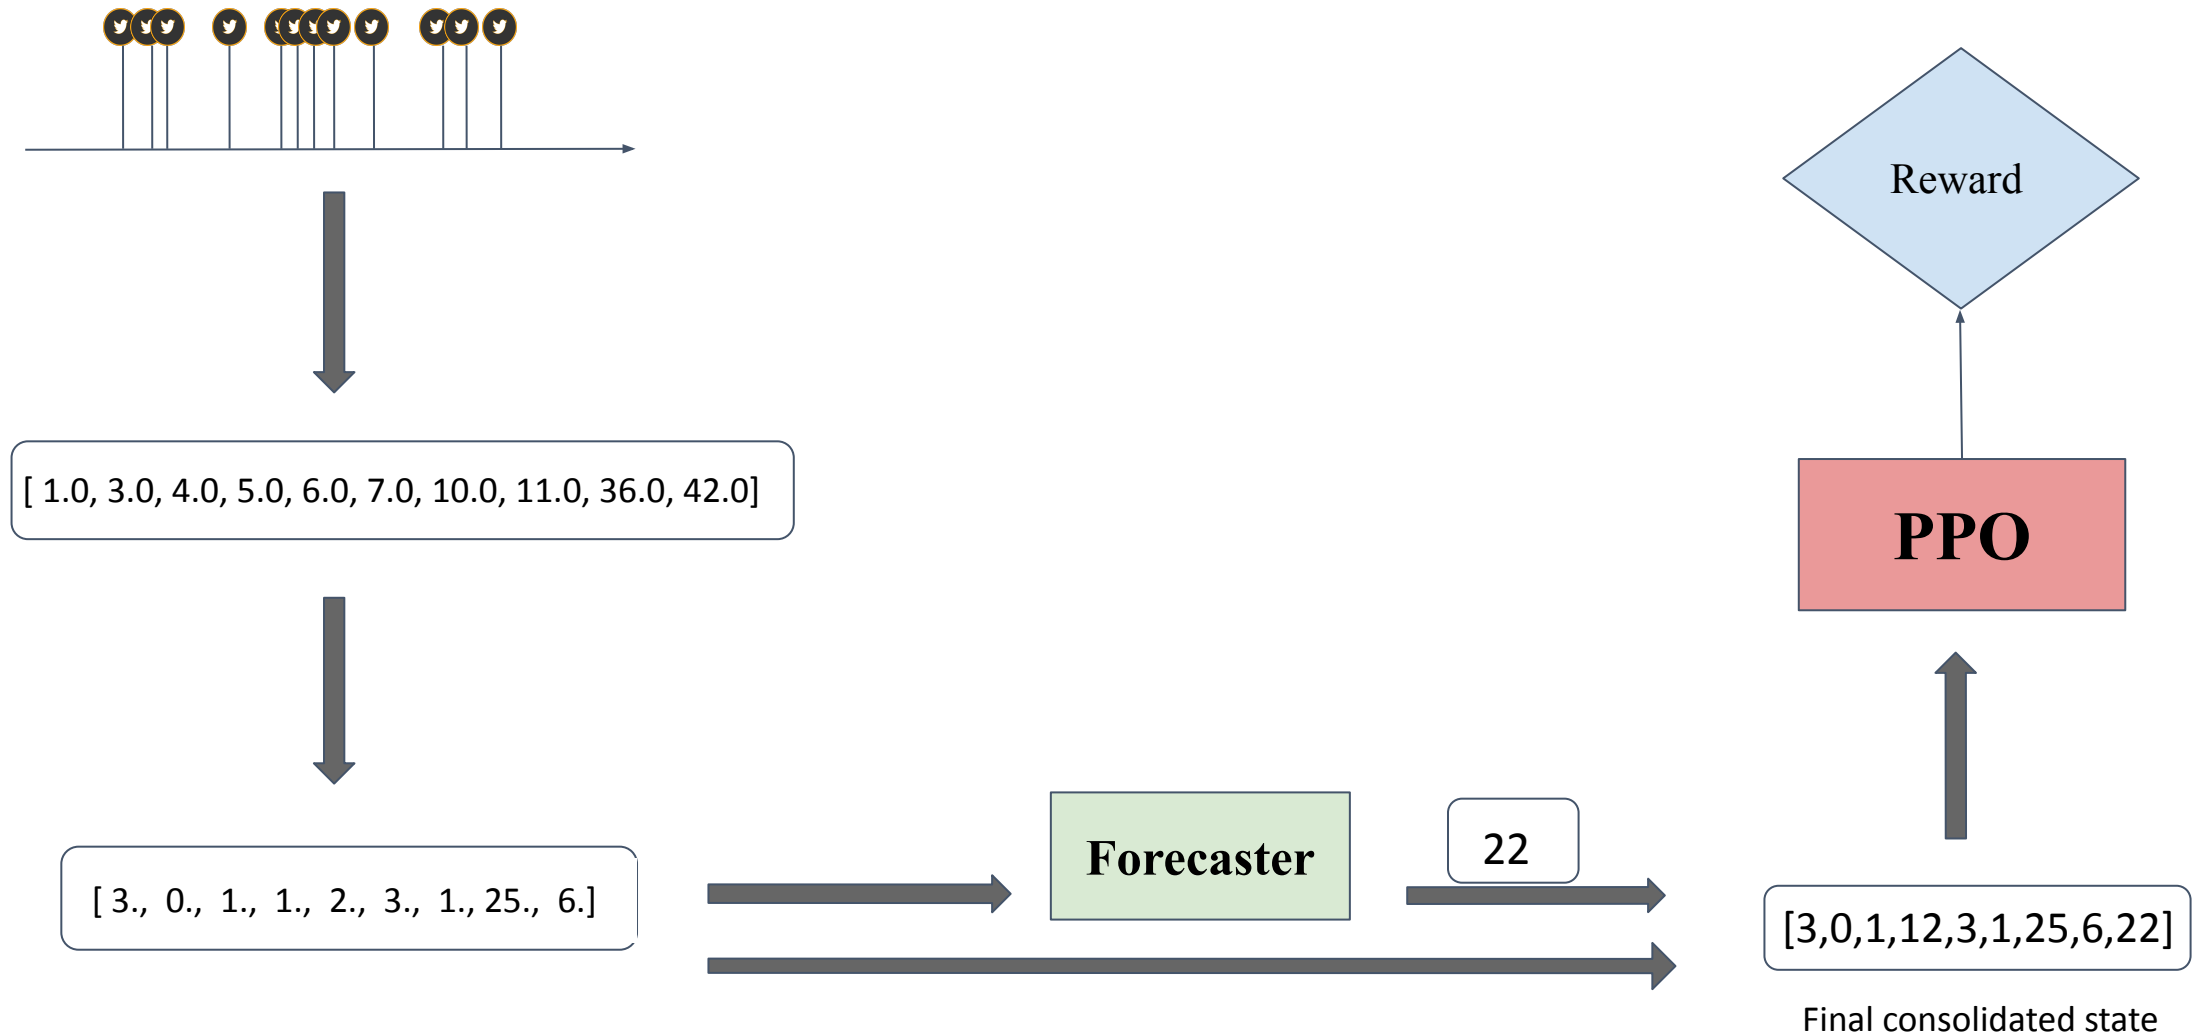 [ 1.0, 3.0, 4.0, 5.0, 6.0, 7.0, 10.0, 11.0, 36.0, 42.0]
[ 3., 0., 1., 1., 2., 3., 1., 25., 6.]
Forecaster
22
[3,0,1,12,3,1,25,6,22]
Final consolidated state
PPO
Reward